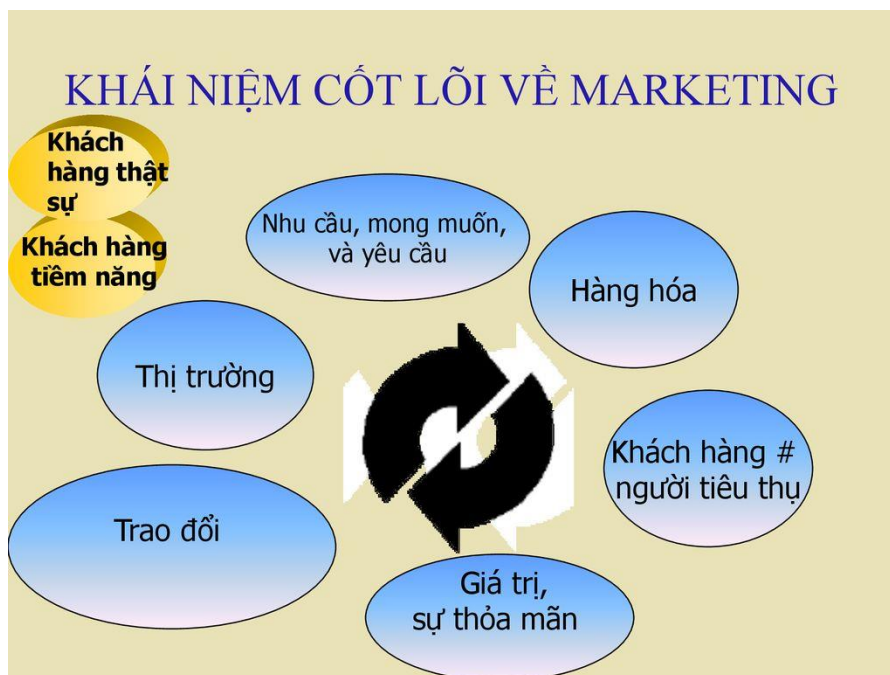 KHÁI NIỆM CỐT LÕI VỀ MARKETING
Khách
hàng thật
sự
Khách hàng
tiềm năng
Nhu cầu, mong muốn,
và yêu cầu
Hàng hóa
Thị trường
Khách hàng #
người tiêu thụ
Trao đổi
Giá trị,
sự thỏa mãn